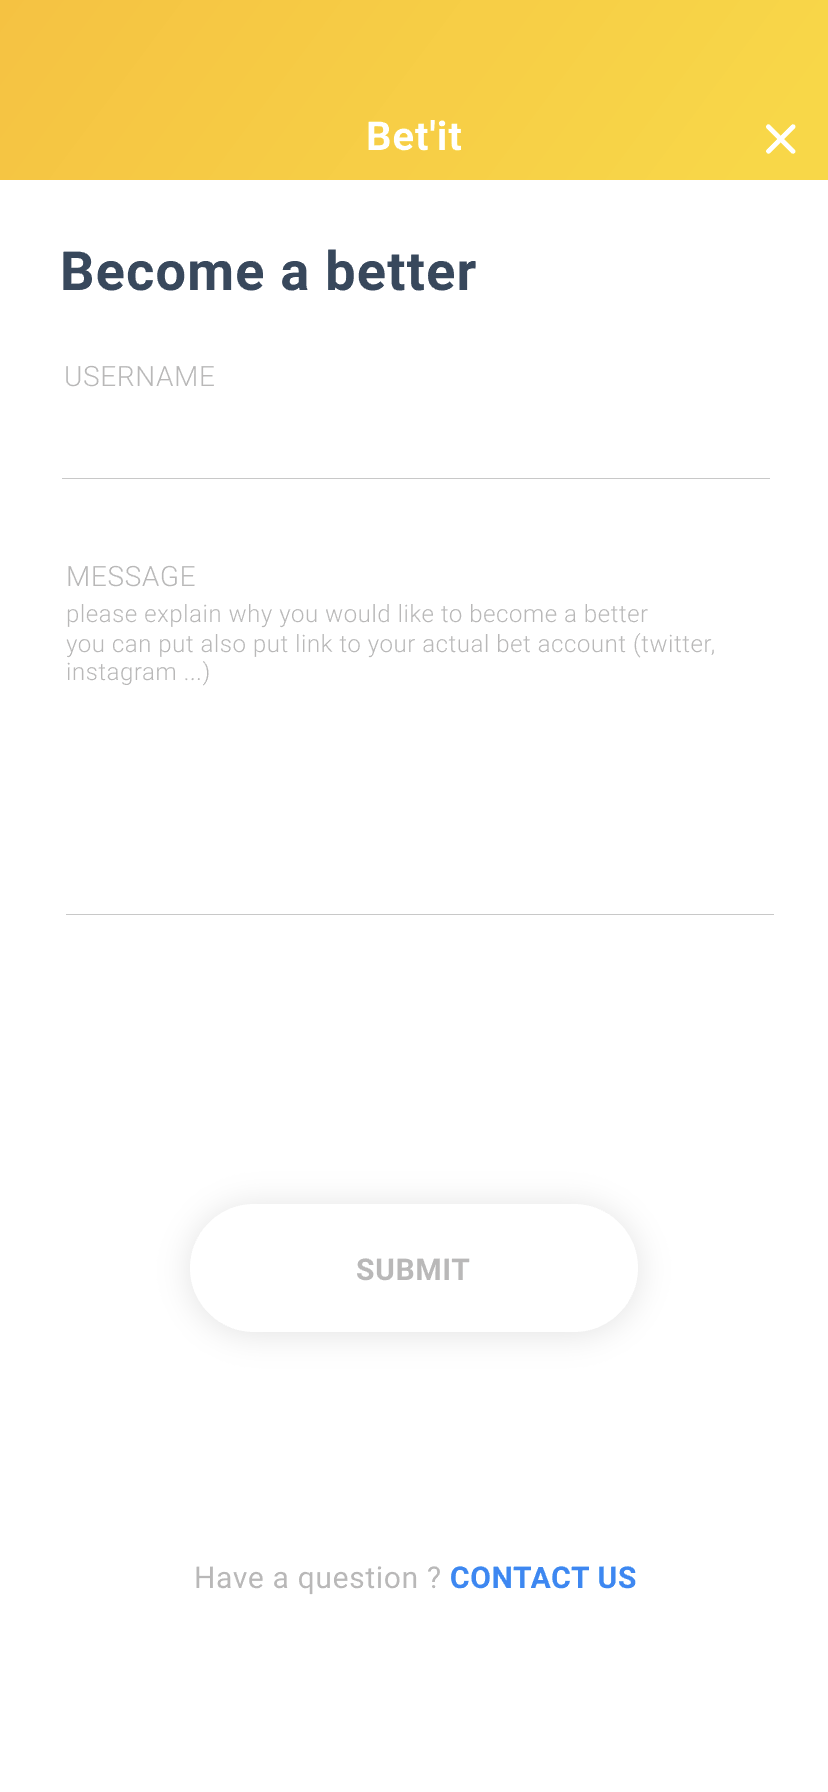 Bet'it
Become a better
USERNAME
MESSAGE
please explain why you would like to become a better
you can put also put link to your actual bet account (twitter,
instagram ...)
SUBMIT
Have a question ? CONTACT US